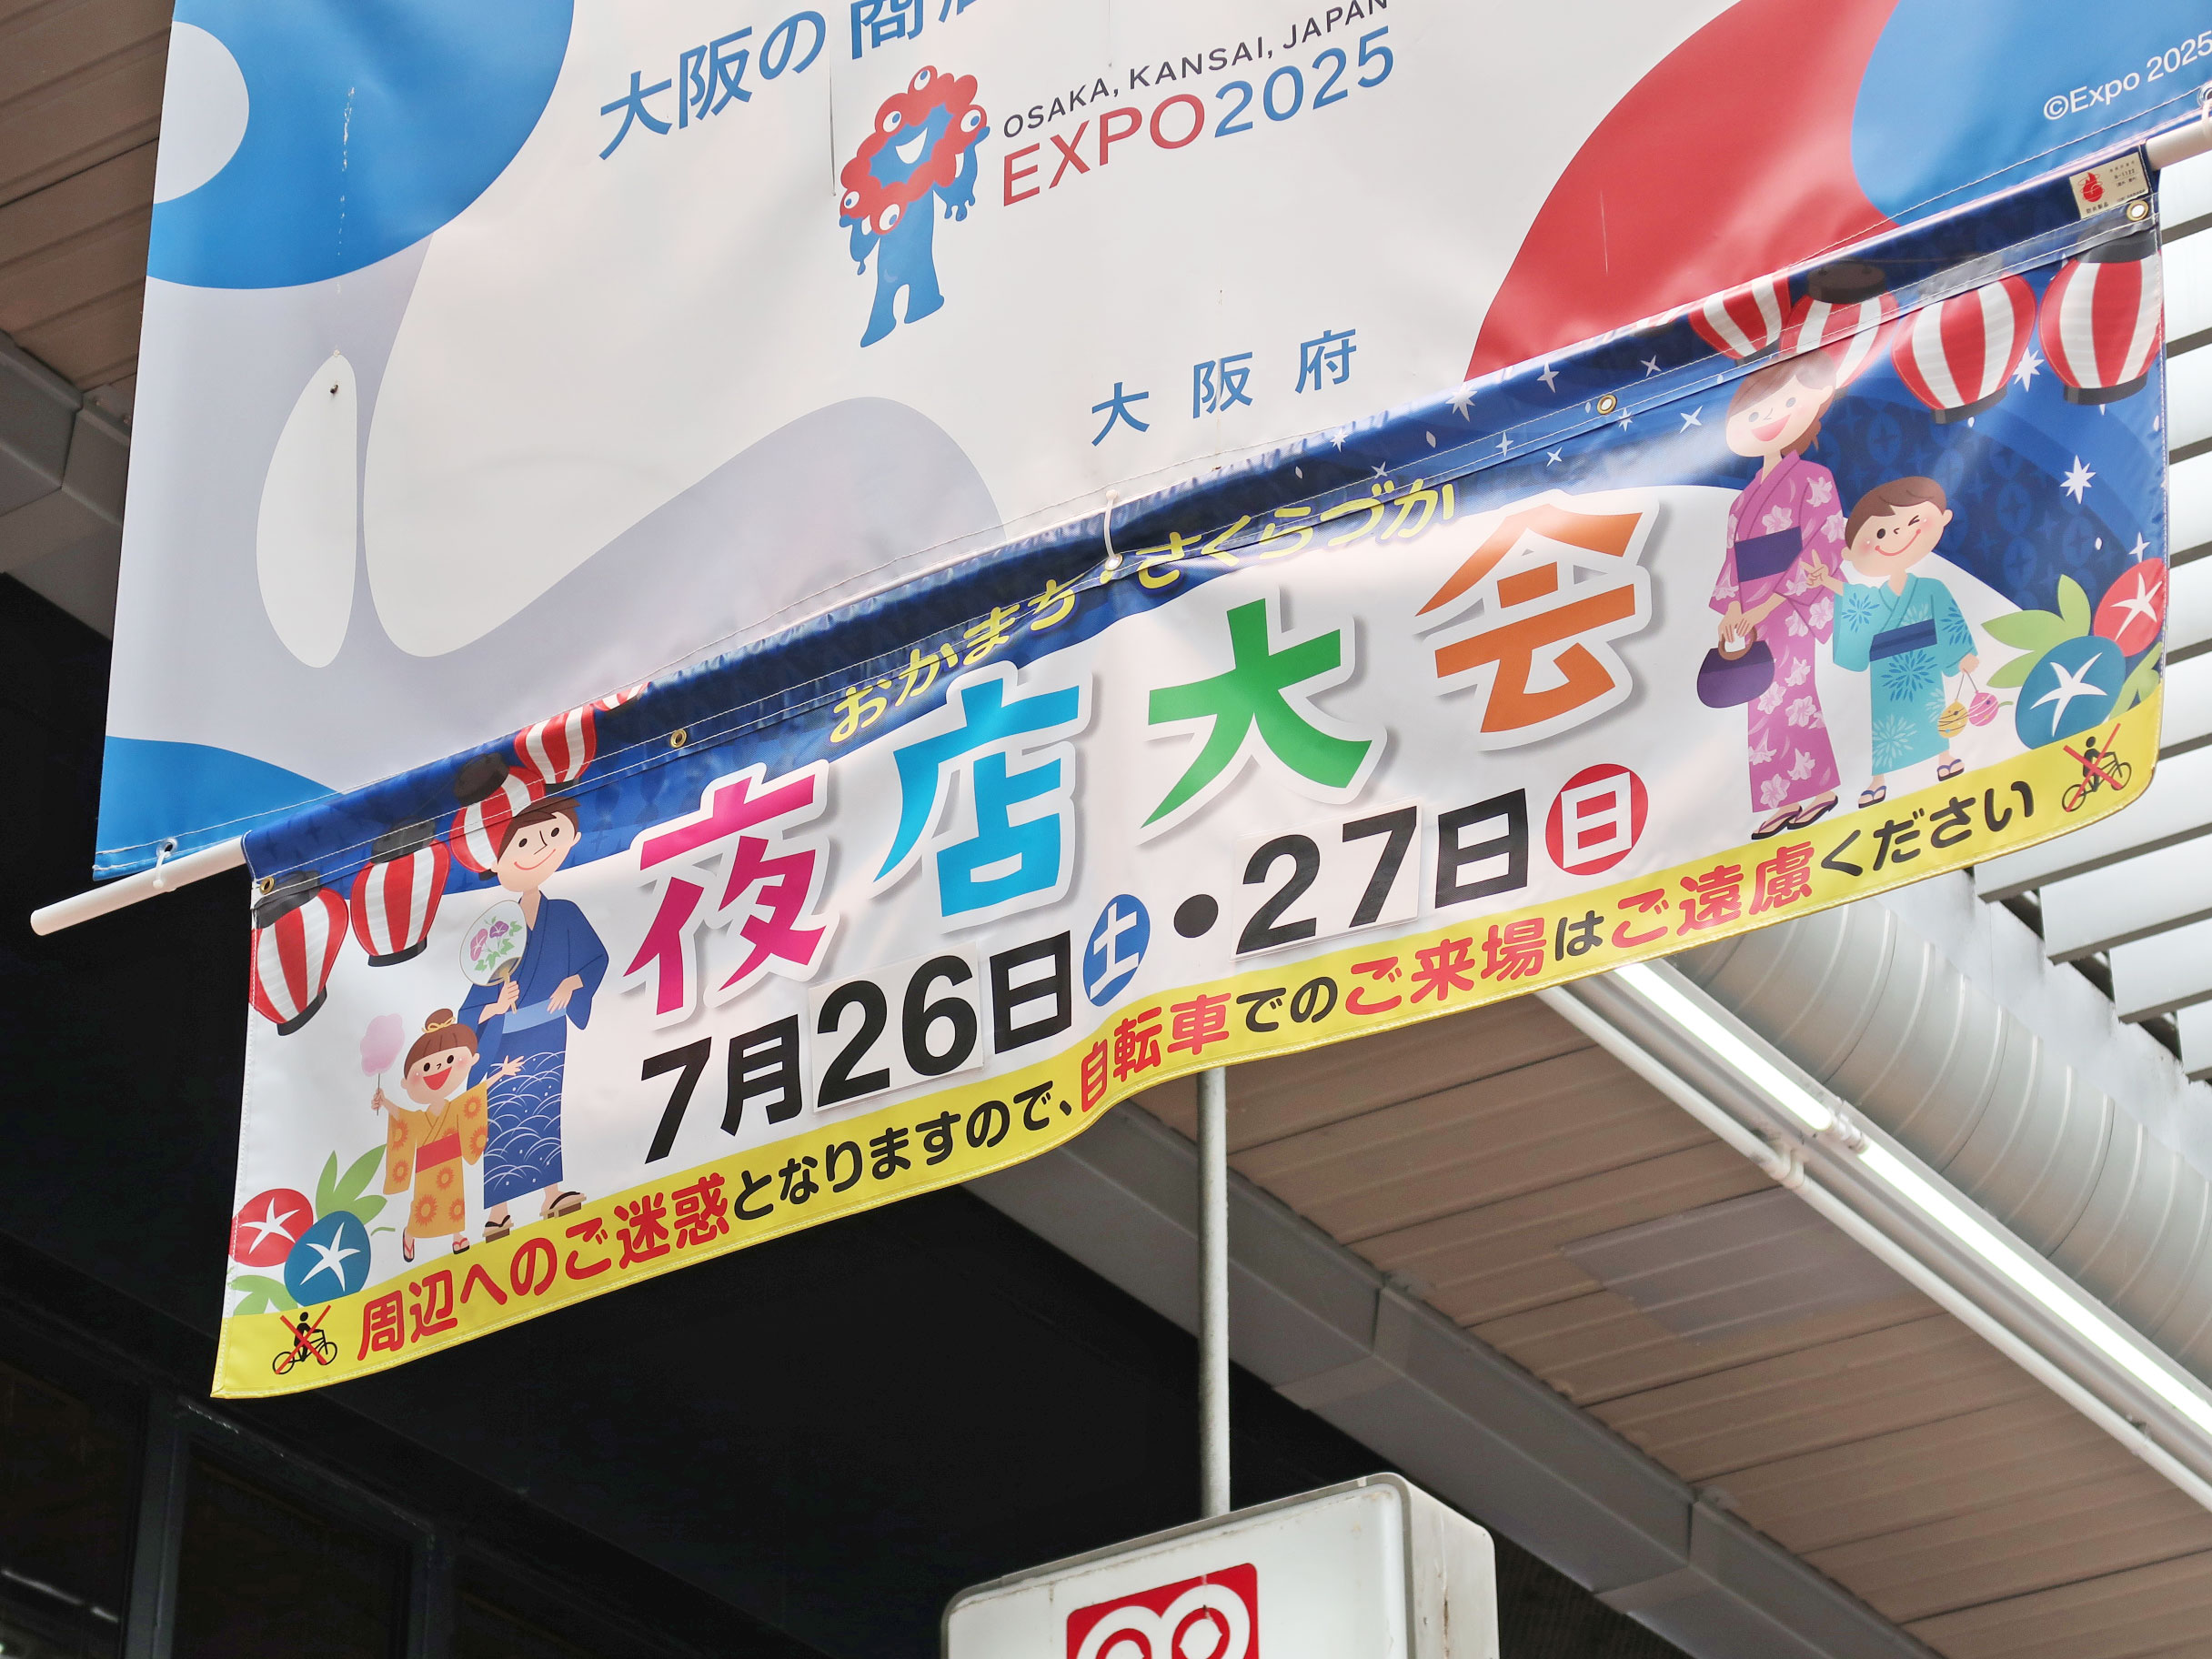 大阪の商店
OSAKA, KANSAI, JAPAN
EXPO2025
©Expo 2025
大阪府
おかまち・さくらづか
夜店大会
7月26日土・27日日
周辺へのご迷惑となりますので、自転車でのご来場はご遠慮ください